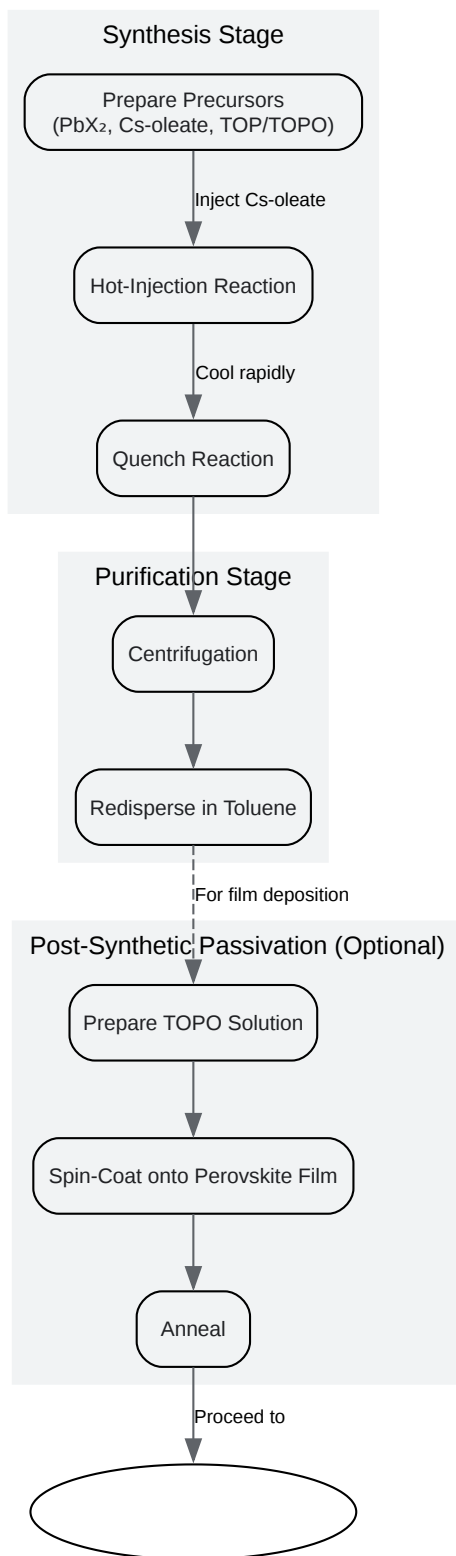 Synthesis Stage
Prepare Precursors
(PbX₂, Cs-oleate, TOP/TOPO)
Inject Cs-oleate
Hot-Injection Reaction
Cool rapidly
Quench Reaction
Purification Stage
Centrifugation
Redisperse in Toluene
For film deposition
Post-Synthetic Passivation (Optional)
Prepare TOPO Solution
Spin-Coat onto Perovskite Film
Anneal
Proceed to